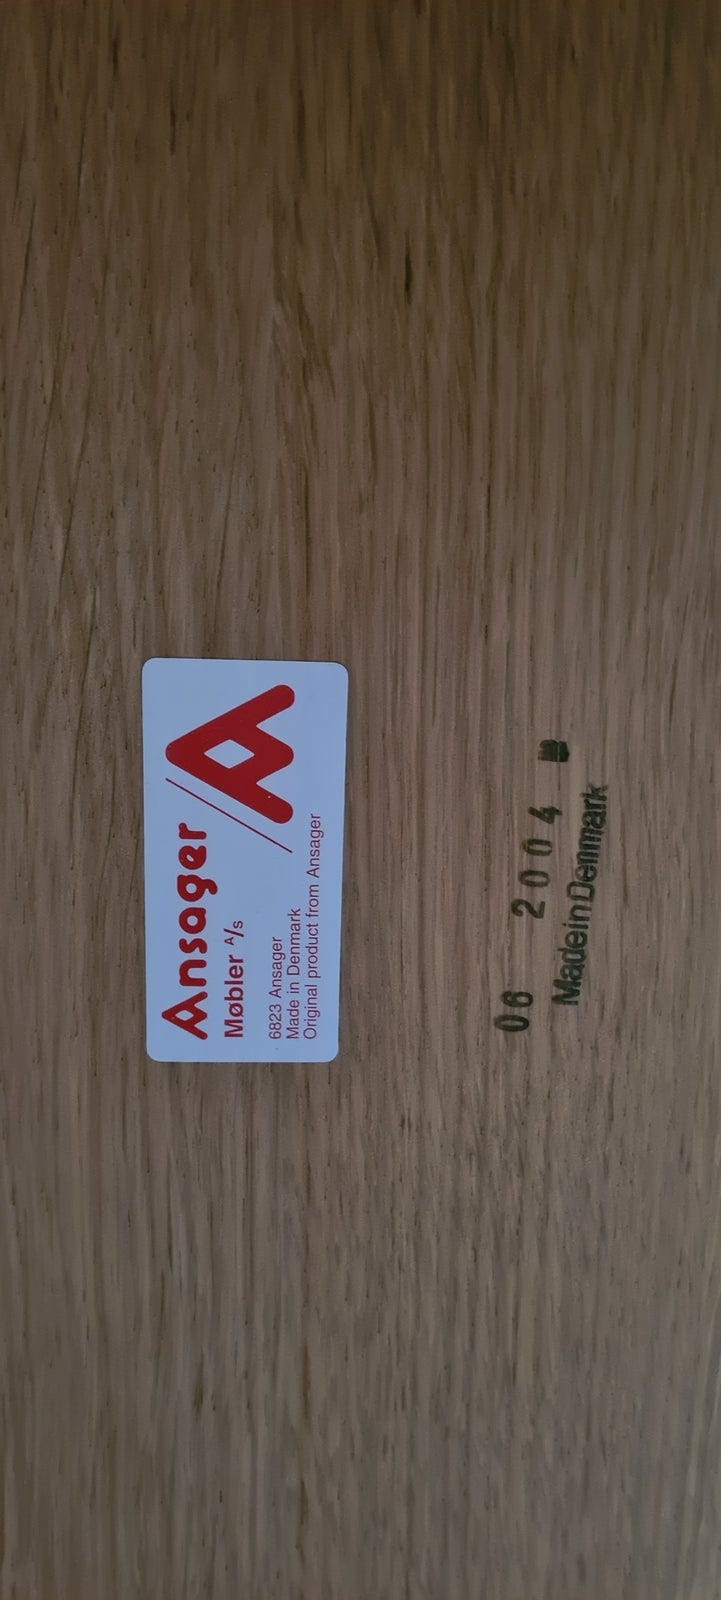 Ansager
Møbler A/s
6823 Ansager
Made in Denmark
Original product from Ansager
06 2004
Made in Denmark